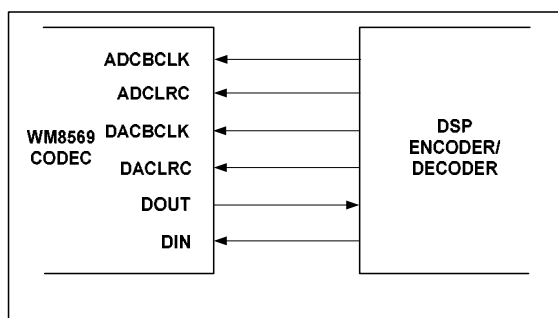 ADCBCLK
ADCLRC
WM8569
CODEC
DACBCLK
DACLRC
DOUT
DIN
DSP
ENCODER/
DECODER